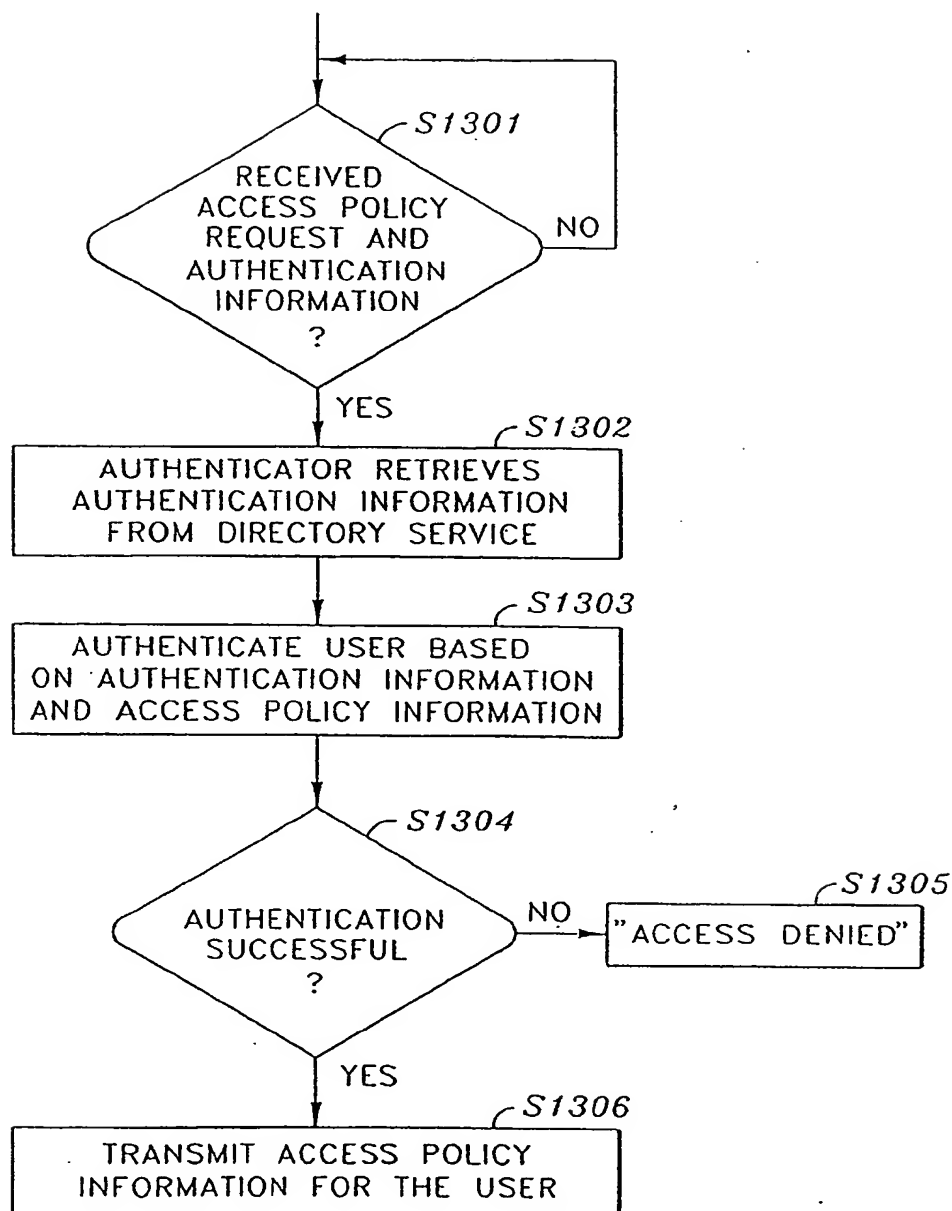 S1301
RECEIVED
ACCESS POLICY
REQUEST AND
AUTHENTICATION
INFORMATION
?
NO
YES
S1302
AUTHENTICATOR RETRIEVES
AUTHENTICATION INFORMATION
FROM DIRECTORY SERVICE
S1303
AUTHENTICATE USER BASED
ON AUTHENTICATION INFORMATION
AND ACCESS POLICY INFORMATION
S1304
AUTHENTICATION
SUCCESSFUL
?
NO
S1305
"ACCESS DENIED"
YES
S1306
TRANSMIT ACCESS POLICY
INFORMATION FOR THE USER